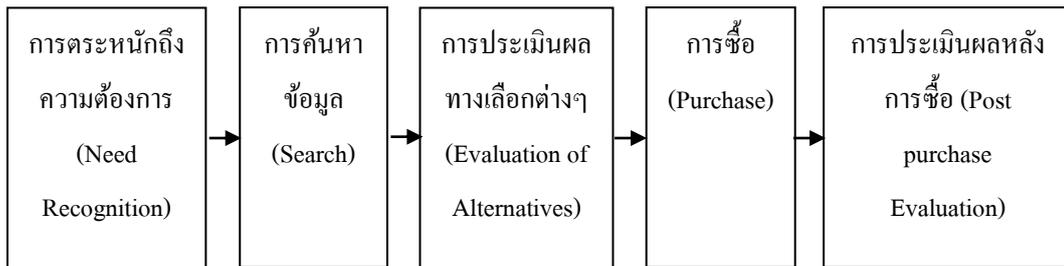 การตระหนักถึง
ความต้องการ
(Need
Recognition)
การค้นหา
ข้อมูล
(Search)
การประเมินผล
ทางเลือกต่างๆ
(Evaluation of
Alternatives)
การซื้อ
(Purchase)
การประเมินผลหลัง
การซื้อ (Post
purchase
Evaluation)